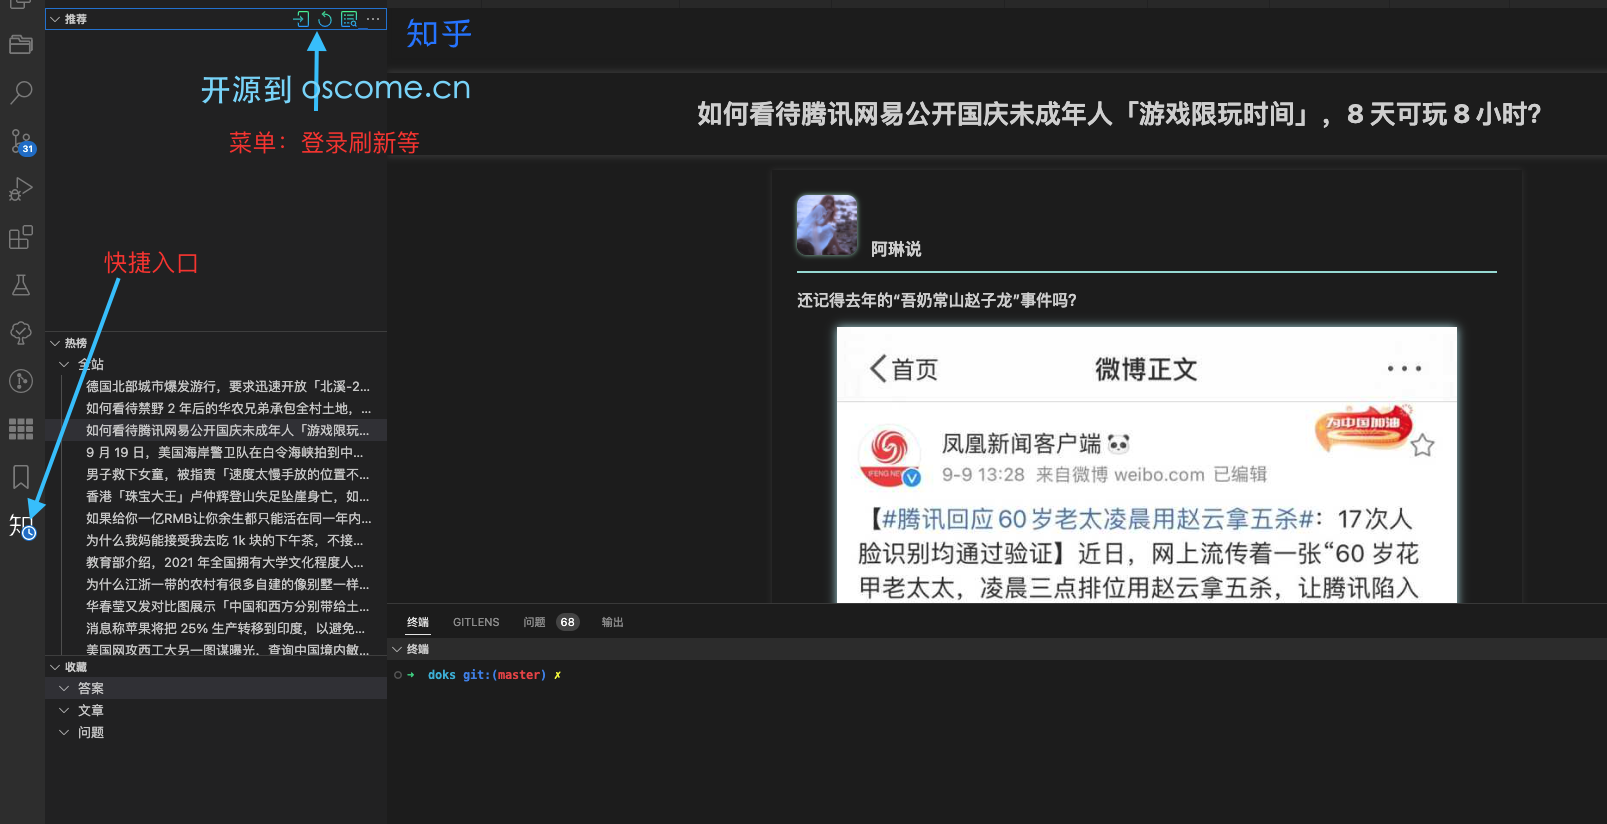 推荐
开源到 oscome.cn
菜单：登录刷新等
31
快捷入口
热榜
全站
德国北部城市爆发游行，要求迅速开放「北溪-2...
如何看待禁野 2 年后的华农兄弟承包全村土地，...
如何看待腾讯网易公开国庆未成年人「游戏限玩...
9 月 19 日，美国海岸警卫队在白令海峡拍到中...
男子救下女童，被指责「速度太慢手放的位置不...
香港「珠宝大王」卢仲辉登山失足坠崖身亡，如...
如果给你一亿RMB让你余生都只能活在同一年内...
为什么我妈能接受我去吃 1k 块的下午茶，不接...
教育部介绍，2021 年全国拥有大学文化程度人...
为什么江浙一带的农村有很多自建的像别墅一样...
华春莹又发对比图展示「中国和西方分别带给土...
消息称苹果将把 25% 生产转移到印度，以避免...
美国网攻西工大另一图谋曝光，查询中国境内敏...
知
收藏
答案
文章
问题
知乎
如何看待腾讯网易公开国庆未成年人「游戏限玩时间」，8 天可玩 8 小时?
阿琳说
还记得去年的“吾奶常山赵子龙”事件吗?
首页
微博正文
为中国加油
凤凰新闻客户端
IFENG.NEWS
9-9 13:28 来自微博 weibo.com 已编辑
【#腾讯回应60岁老太凌晨用赵云拿五杀#：17次人
脸识别均通过验证】近日，网上流传着一张“60 岁花
甲老太太，凌晨三点排位用赵云拿五杀，让腾讯陷入
终端 GITLENS 问题 68 输出
终端
➜ doks git:(master) ✗